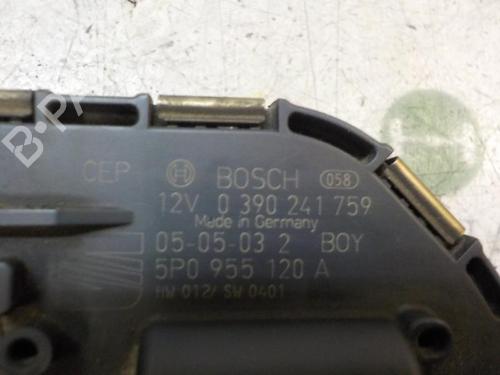 CEP BOSCH 058
12V 0 390 241 759
Made in Germany
05-05-03 2 BOY
5P0 955 120 A
HW 012/ SW 0401
B-PA